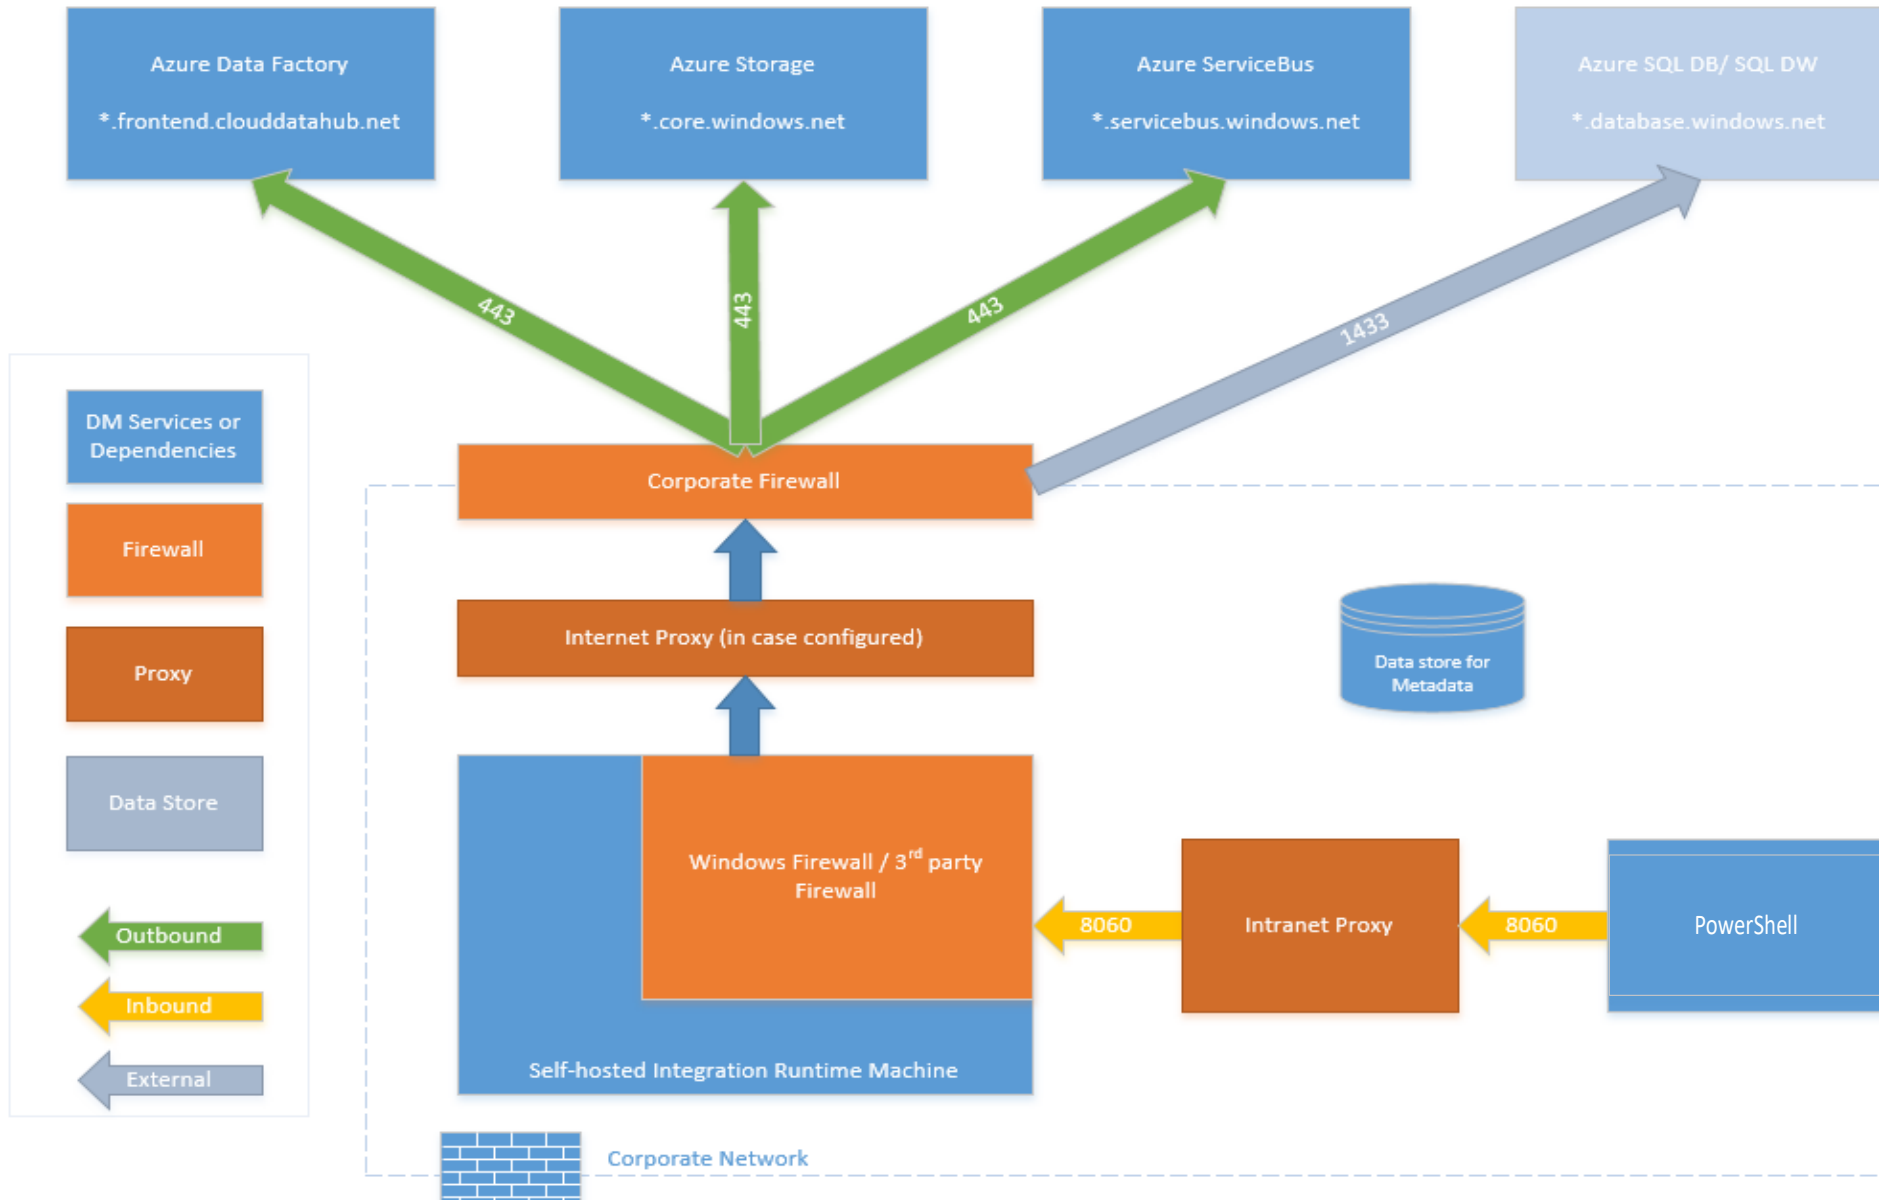 Azure Data Factory
*.frontend.clouddatahub.net
Azure Storage
*.core.windows.net
Azure ServiceBus
*.servicebus.windows.net
Azure SQL DB/ SQL DW
*.database.windows.net
443
443
443
1433
DM Services or
Dependencies
Firewall
Proxy
Data Store
Outbound
Inbound
External
Corporate Firewall
Internet Proxy (in case configured)
Data store for
Metadata
Windows Firewall / 3rd party
Firewall
8060
Intranet Proxy
8060
PowerShell
Self-hosted Integration Runtime Machine
Corporate Network